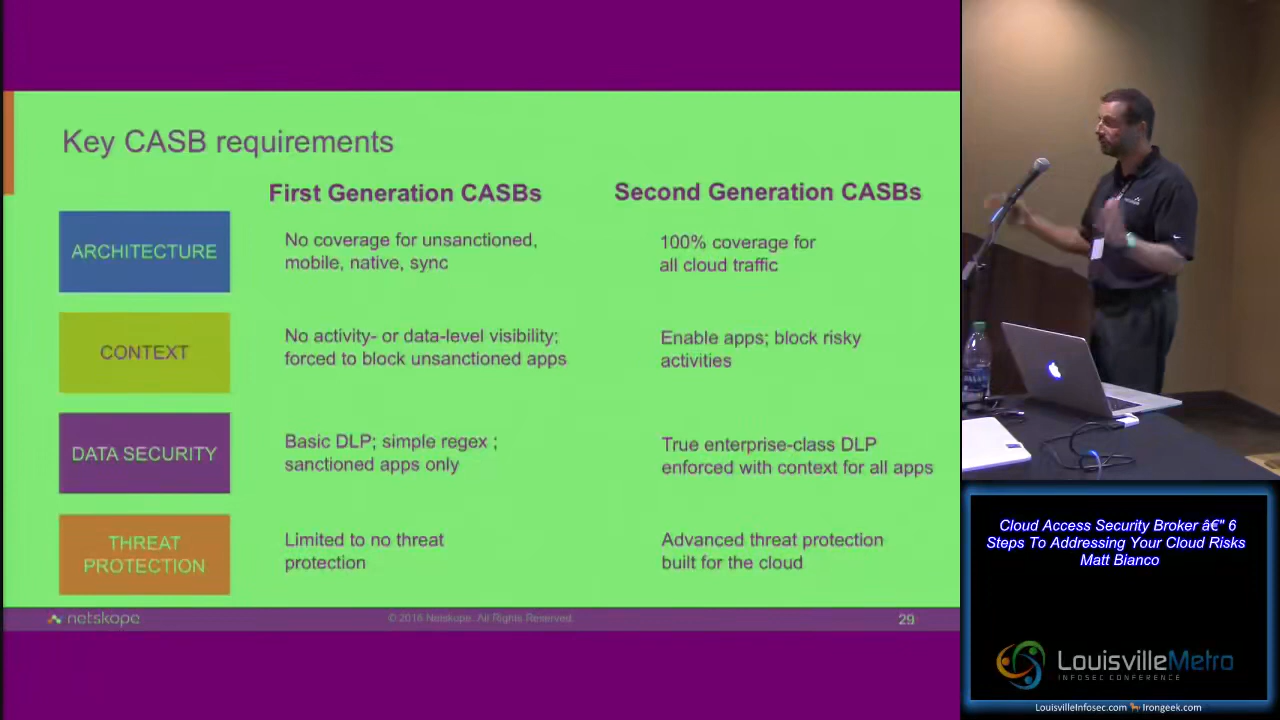 Key CASB requirements
First Generation CASBs
Second Generation CASBs
ARCHITECTURE
No coverage for unsanctioned,
mobile, native, sync
100% coverage for
all cloud traffic
CONTEXT
No activity- or data-level visibility;
forced to block unsanctioned apps
Enable apps; block risky
activities
DATA SECURITY
Basic DLP; simple regex ;
sanctioned apps only
True enterprise-class DLP
enforced with context for all apps
THREAT
PROTECTION
Limited to no threat
protection
Advanced threat protection
built for the cloud
netskope
© 2016 Netskope. All Rights Reserved.
29
Cloud Access Security Broker â€" 6
Steps To Addressing Your Cloud Risks
Matt Bianco
LouisvilleMetro
INFOSEC CONFERENCE
LouisvilleInfosec.com
Irongeek.com